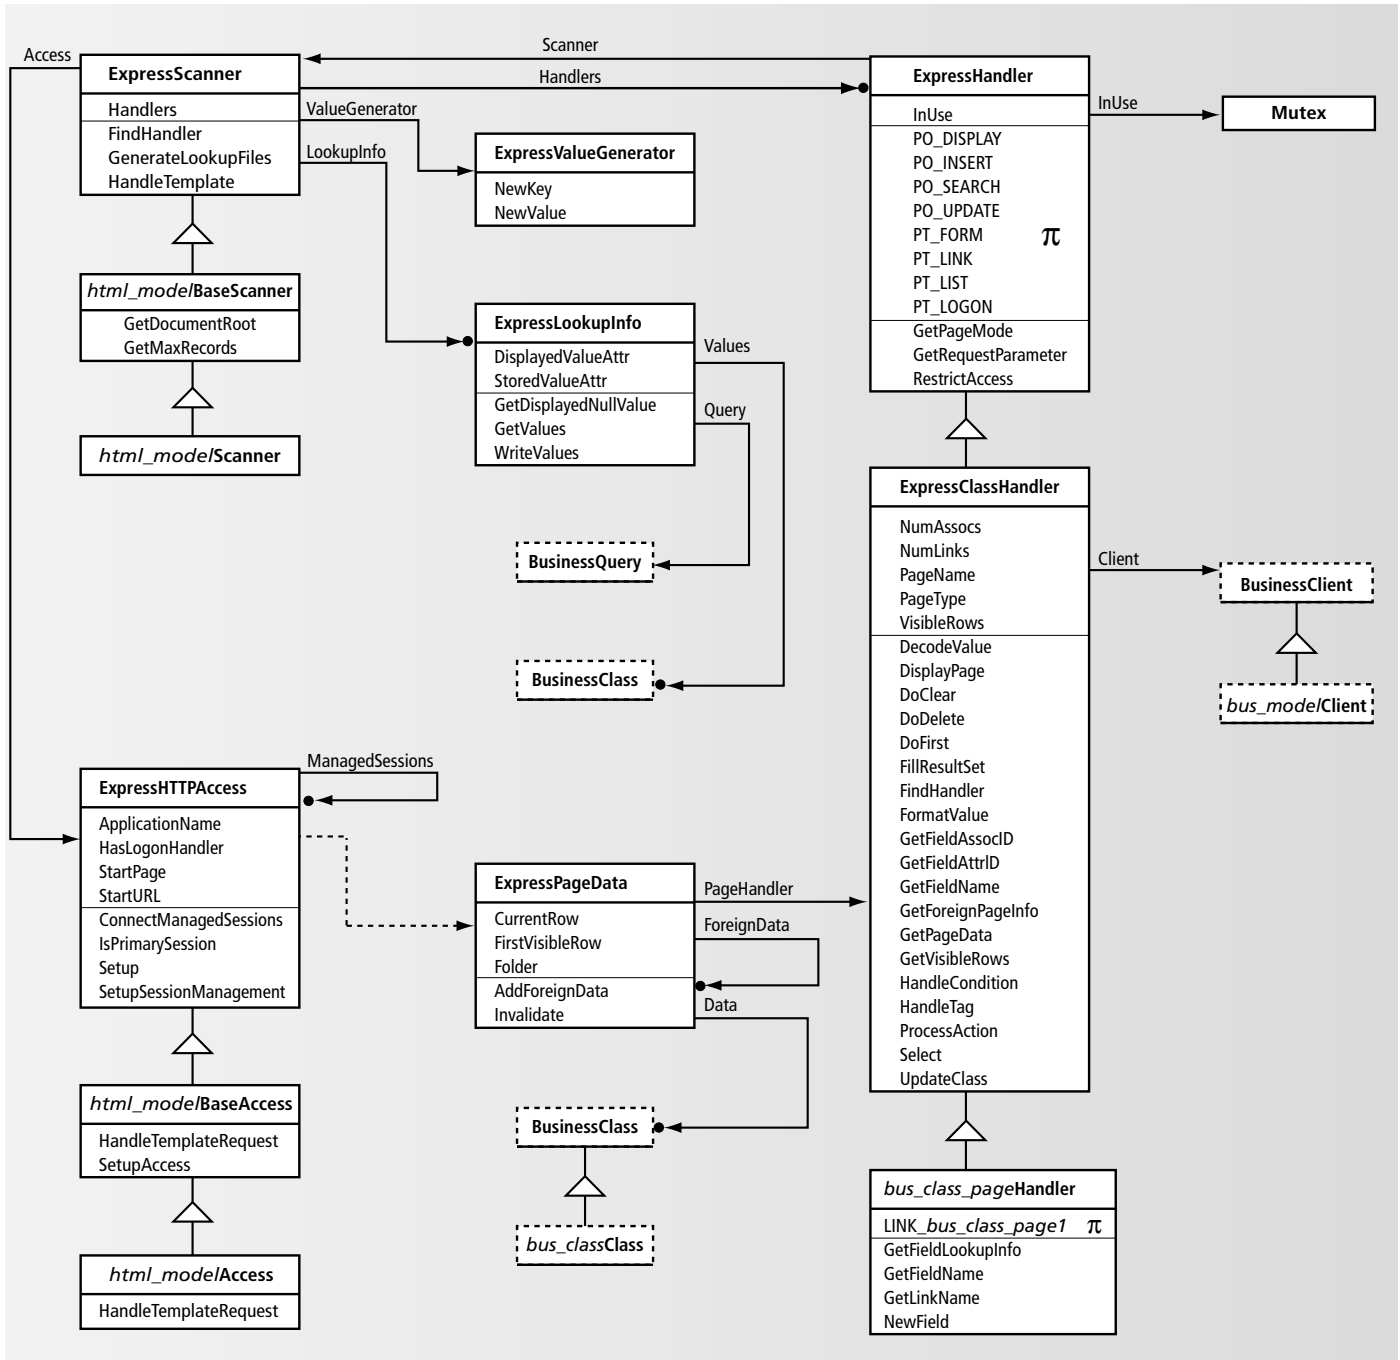 Access
Scanner
Handlers
ExpressScanner
Handlers
FindHandler
GenerateLookupFiles
HandleTemplate
ValueGenerator
LookupInfo
ExpressValueGenerator
NewKey
NewValue
ExpressHandler
InUse
PO_DISPLAY
PO_INSERT
PO_SEARCH
PO_UPDATE
PT_FORM
π
PT_LINK
PT_LIST
PT_LOGON
GetPageMode
GetRequestParameter
RestrictAccess
InUse
Mutex
html_modelBaseScanner
GetDocumentRoot
GetMaxRecords
html_modelScanner
ExpressLookupInfo
DisplayedValueAttr
StoredValueAttr
GetDisplayedNullValue
GetValues
WriteValues
Values
Query
BusinessQuery
BusinessClass
ExpressClassHandler
NumAssocs
NumLinks
PageName
PageType
VisibleRows
DecodeValue
DisplayPage
DoClear
DoDelete
DoFirst
FillResultSet
FindHandler
FormatValue
GetFieldAssocID
GetFieldAttrID
GetFieldName
GetForeignPageInfo
GetPageData
GetVisibleRows
HandleCondition
HandleTag
ProcessAction
Select
UpdateClass
Client
BusinessClient
bus_modelClient
ManagedSessions
ExpressHTTPAccess
ApplicationName
HasLogonHandler
StartPage
StartURL
ConnectManagedSessions
IsPrimarySession
Setup
SetupSessionManagement
ExpressPageData
CurrentRow
FirstVisibleRow
Folder
AddForeignData
Invalidate
PageHandler
ForeignData
Data
html_modelBaseAccess
HandleTemplateRequest
SetupAccess
html_modelAccess
HandleTemplateRequest
BusinessClass
bus_classClass
bus_class_pageHandler
LINK_bus_class_page1 π
GetFieldLookupInfo
GetFieldName
GetLinkName
NewField